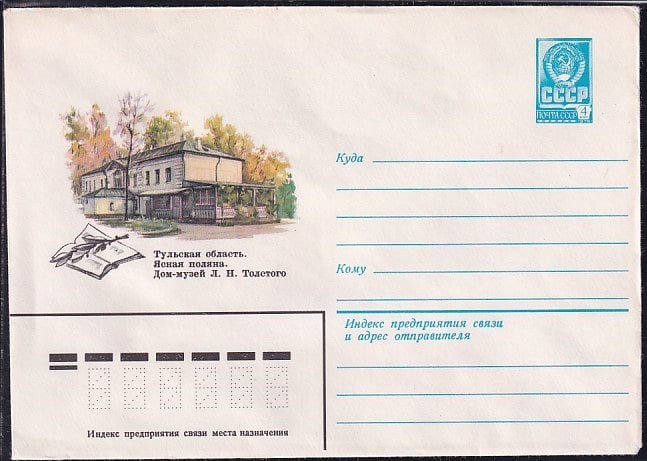 СССР
ПОЧТА СССР 4
Куда
Кому
Тульская область.
Ясная поляна.
Дом-музей Л. Н. Толстого
Индекс предприятия связи
и адрес отправителя
Индекс предприятия связи места назначения